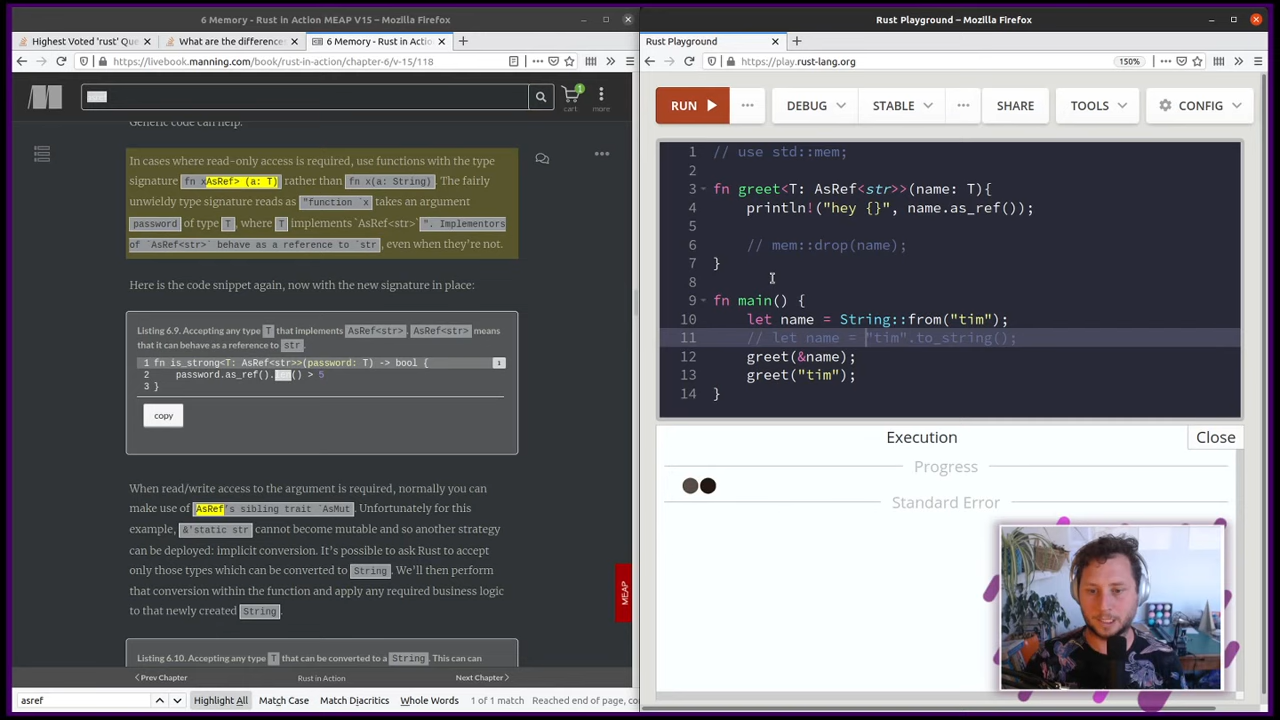 6 Memory - Rust in Action MEAP V15 – Mozilla Firefox
Highest Voted 'rust' Que
What are the difference
6 Memory - Rust in Action
https://livebook.manning.com/book/rust-in-action/chapter-6/v-15/118
cart
1
more
Generic code can help.
In cases where read-only access is required, use functions with the type
signature fn xAsRef> (a: T) rather than fn x(a: String). The fairly
unwieldy type signature reads as "function `x takes an argument
password of type T, where T implements `AsRef<str>` ". Implementors
of `AsRef<str>` behave as a reference to `str, even when they're not.
Here is the code snippet again, now with the new signature in place:
Listing 6.9. Accepting any type T that implements AsRef<str>. AsRef<str> means
that it can behave as a reference to str
1 fn is_strong<T: AsRef<str>>(password: T) -> bool {
2 password.as_ref().len() > 5
3 }
copy
When read/write access to the argument is required, normally you can
make use of AsRef's sibling trait `AsMut. Unfortunately for this
example, &'static str cannot become mutable and so another strategy
can be deployed: implicit conversion. It's possible to ask Rust to accept
only those types which can be converted to String. We'll then perform
that conversion within the function and apply any required business logic
to that newly created String.
Listing 6.10. Accepting any type T that can be converted to a String. This can can
MEAP
Prev Chapter
Rust in Action
Next Chapter
asref
Highlight All
Match Case
Match Diacritics
Whole Words
1 of 1 match
Reached end of page, co
Rust Playground – Mozilla Firefox
Rust Playground
https://play.rust-lang.org
150%
RUN
DEBUG
STABLE
SHARE
TOOLS
CONFIG
1 // use std::mem;
2
3 fn greet<T: AsRef<str>>(name: T){
4 println!("hey {}", name.as_ref());
5
6 // mem::drop(name);
7 }
8
9 fn main() {
10 let name = String::from("tim");
11 // let name = "tim".to_string();
12 greet(&name);
13 greet("tim");
14 }
Execution
Close
Progress
Standard Error